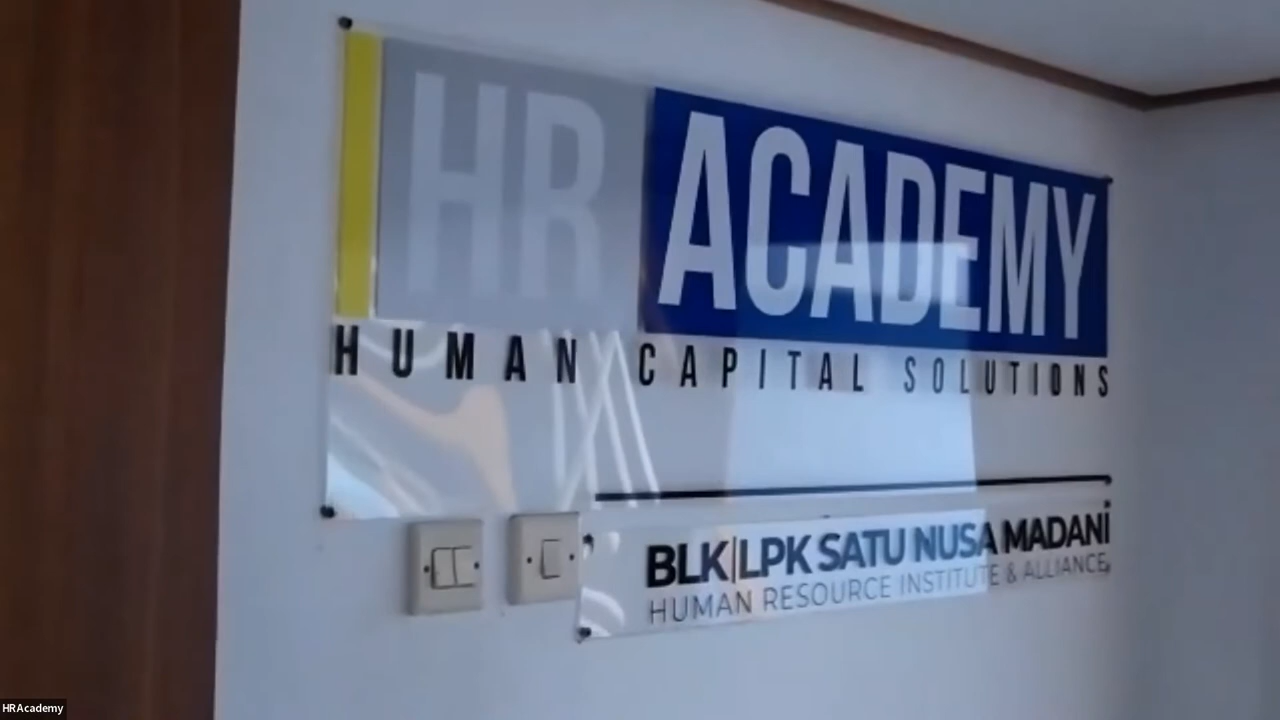 HR ACADEMY
HUMAN CAPITAL SOLUTIONS
BLK|LPK SATU NUSA MADANI
HUMAN RESOURCE INSTITUTE & ALLIANCE
HRAcademy